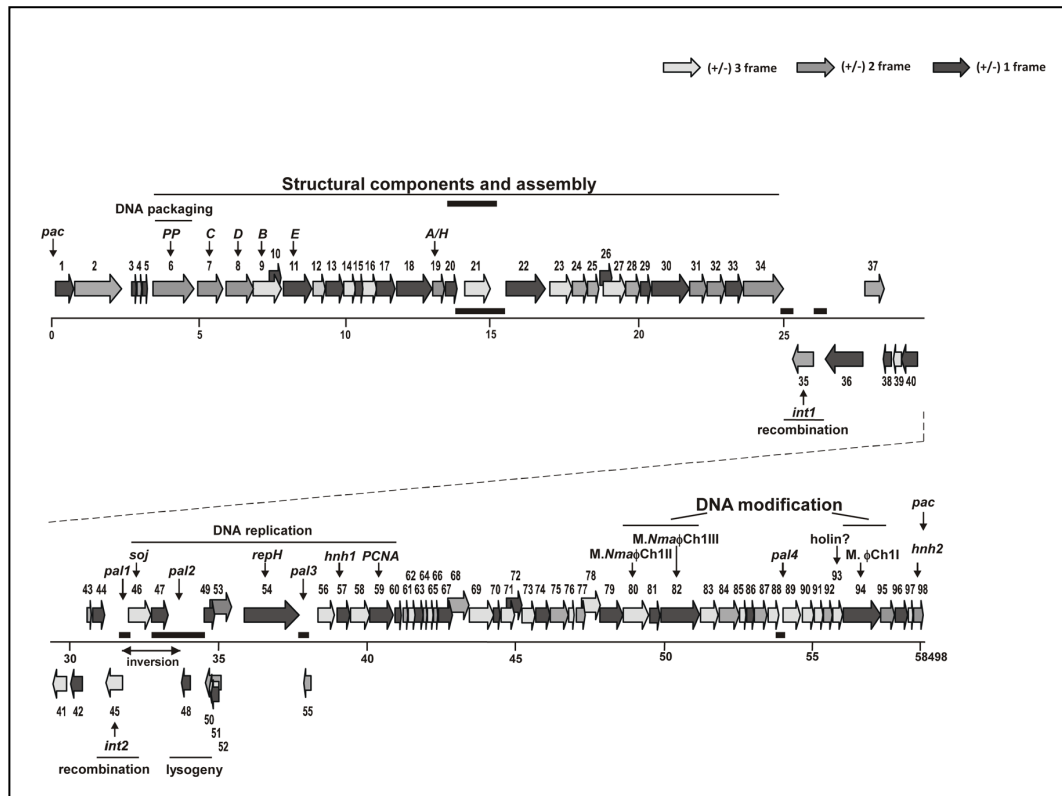 (+/-) 3 frame (+/-) 2 frame (+/-) 1 frame
Structural components and assembly
DNA packaging
pac PP C D B E A/H
10 26
1 2 3 4 5 6 7 8 9 11 12 13 14 15 16 17 18 19 20 21 22 23 24 25 27 28 29 30 31 32 33 34 37
0 5 10 15 20 25
35 36 38 39 40
int1
recombination
DNA modification
DNA replication
pac
M.NmaϕCh1III holin?
soj repH hnh1 PCNA M.NmaϕCh1II M. ϕCh1I hnh2
pal1 pal2 pal3 pal4 93
62 64 66 68 72 78
43 44 46 47 49 53 54 56 57 58 59 60 61 63 65 67 69 70 71 73 74 75 76 77 79 80 81 82 83 84 85 86 87 88 89 90 91 92 94 95 96 97 98
30 35 40 45 50 55 58498
inversion
41 42 45 48 50 55
51
int2 52
recombination lysogeny